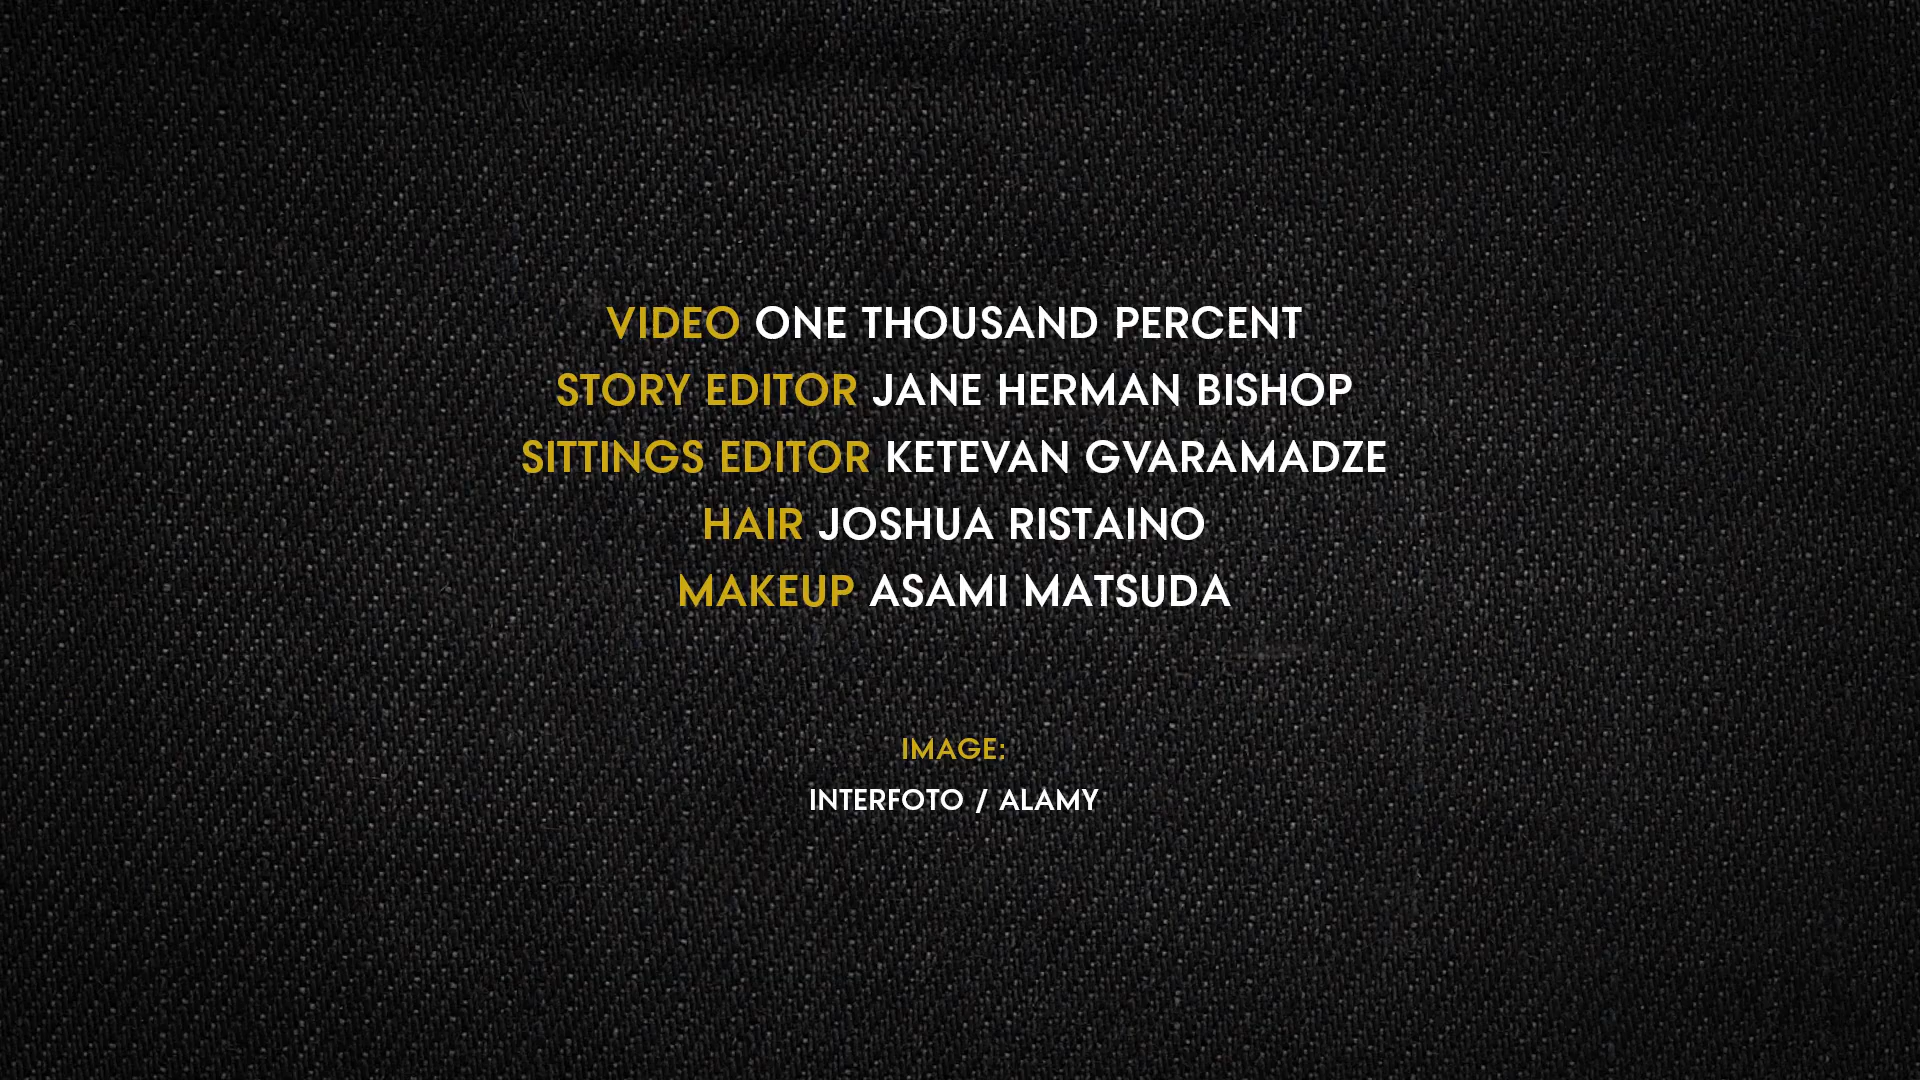 VIDEO ONE THOUSAND PERCENT
STORY EDITOR JANE HERMAN BISHOP
SITTINGS EDITOR KETEVAN GVARAMADZE
HAIR JOSHUA RISTAINO
MAKEUP ASAMI MATSUDA
IMAGE:
INTERFOTO / ALAMY